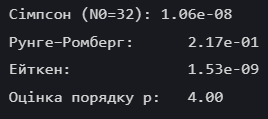 Сімпсон (N0=32): 1.06e-08
Рунге–Ромберг: 2.17e-01
Ейткен: 1.53e-09
Оцінка порядку p: 4.00